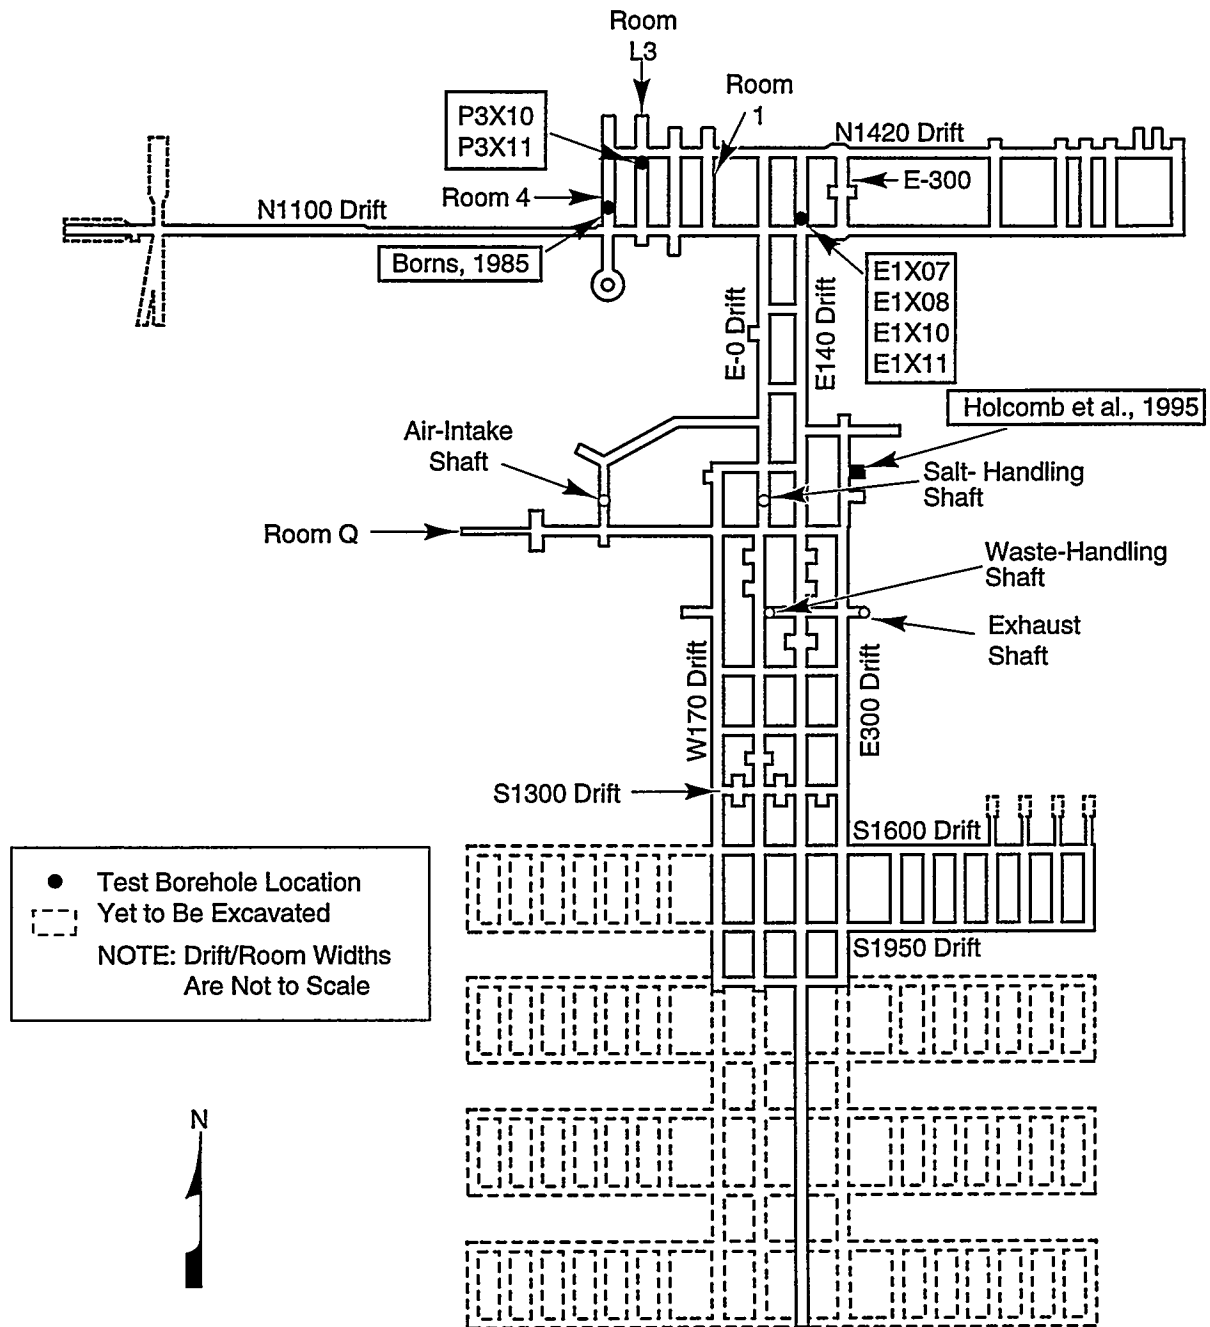 Room
L3
P3X10
P3X11
Room
1
N1420 Drift
E-300
Room 4
N1100 Drift
Borns, 1985
E1X07
E1X08
E1X10
E1X11
E-0 Drift
E140 Drift
Holcomb et al., 1995
Air-Intake
Shaft
Salt- Handling
Shaft
Room Q
Waste-Handling
Shaft
Exhaust
Shaft
W170 Drift
E300 Drift
S1300 Drift
S1600 Drift
S1950 Drift
Test Borehole Location
Yet to Be Excavated
NOTE: Drift/Room Widths
Are Not to Scale
N